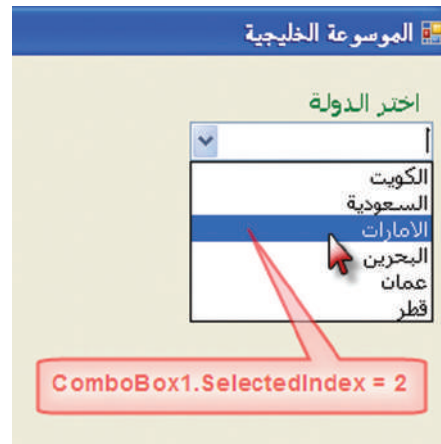 الموسوعة الخليجية
اختر الدولة
الكويت
السعودية
الامارات
البحرين
عمان
قطر
ComboBox1.SelectedIndex = 2